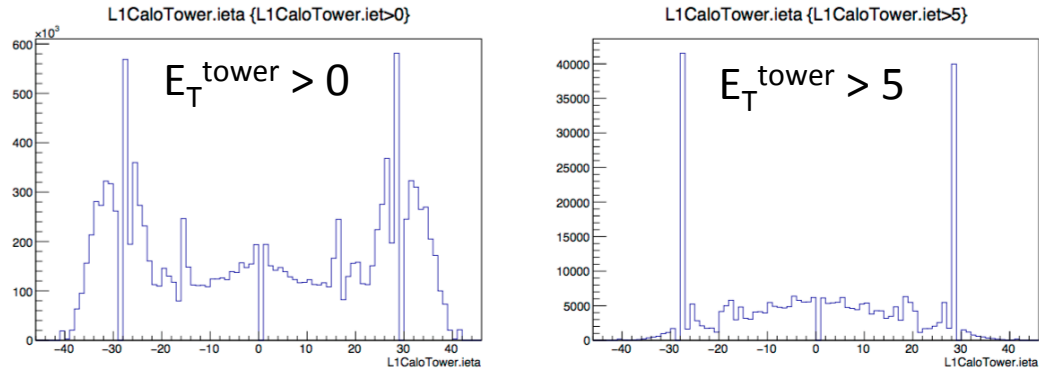 L1CaloTower.ieta {L1CaloTower.iet>0}
×10³
600
500
400
300
200
100
0
E_T^tower > 0
−40 −30 −20 −10 0 10 20 30 40
L1CaloTower.ieta
L1CaloTower.ieta {L1CaloTower.iet>5}
40000
35000
30000
25000
20000
15000
10000
5000
0
E_T^tower > 5
−40 −30 −20 −10 0 10 20 30 40
L1CaloTower.ieta